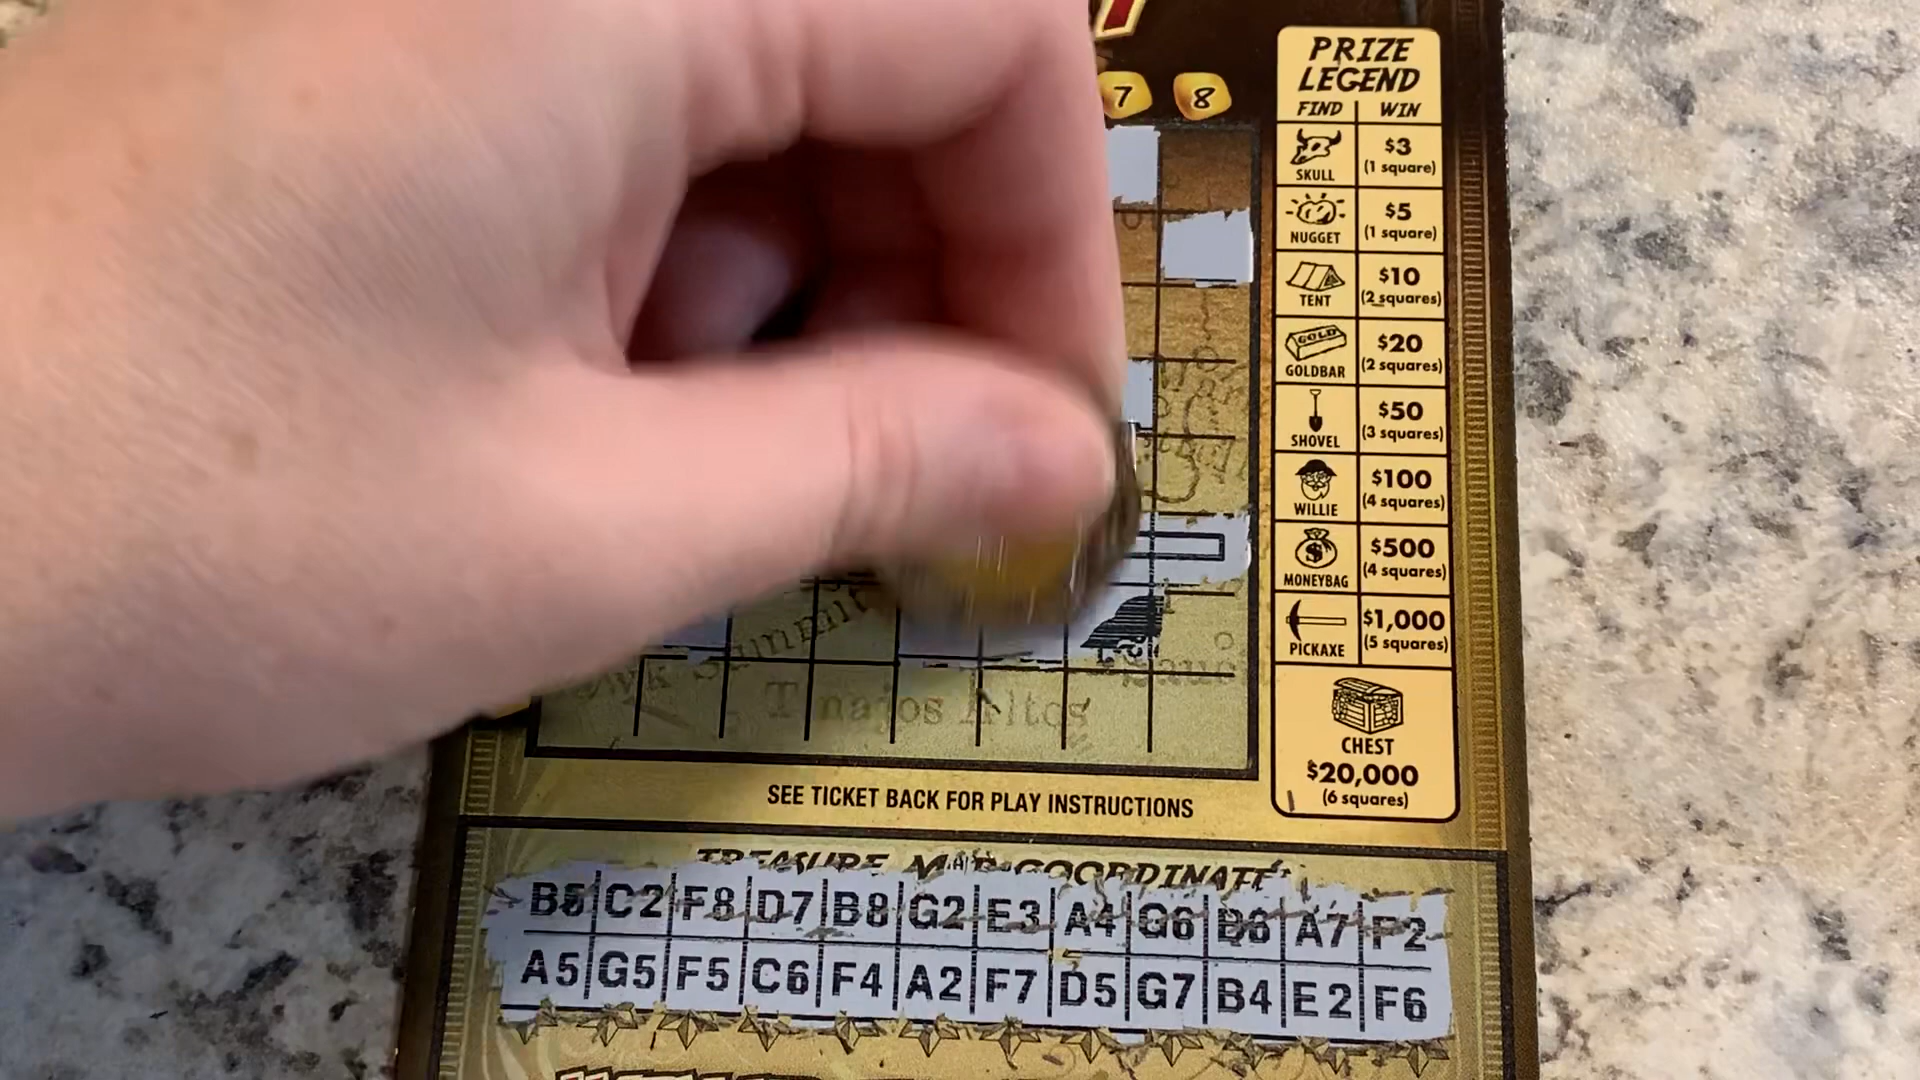 PRIZE
LEGEND
FIND WIN
7 8
SKULL $3 (1 square)
NUGGET $5 (1 square)
TENT $10 (2 squares)
GOLD GOLDBAR $20 (2 squares)
SHOVEL $50 (3 squares)
WILLIE $100 (4 squares)
$ MONEYBAG $500 (4 squares)
PICKAXE $1,000 (5 squares)
CHEST
$20,000
(6 squares)
Summit
Tinajos Altos
SEE TICKET BACK FOR PLAY INSTRUCTIONS
TREASURE MAP COORDINATES
B5 C2 F8 D7 B8 G2 E3 A4 G6 B6 A7 F2
A5 G5 F5 C6 F4 A2 F7 D5 G7 B4 E2 F6